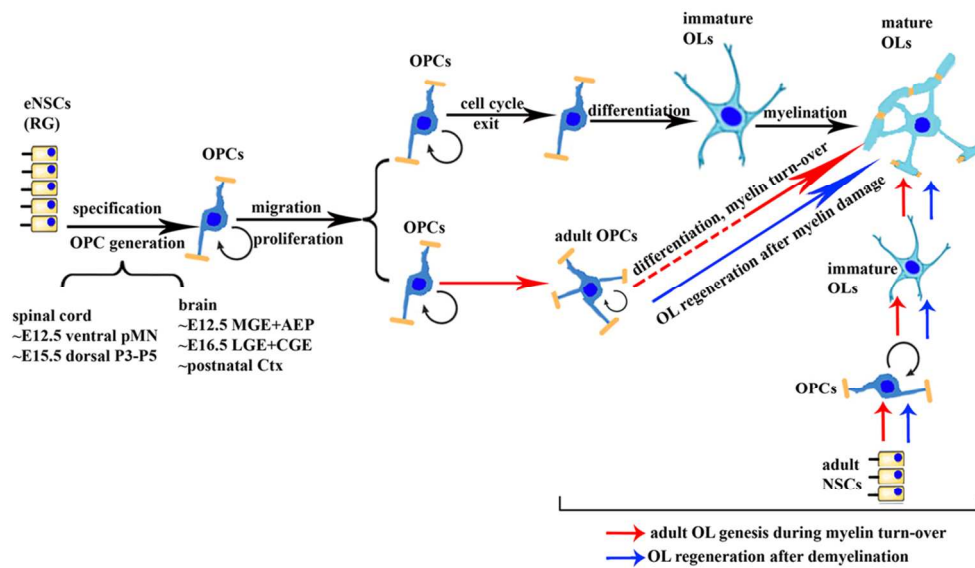 eNSCs
(RG)
specification
OPC generation
spinal cord
~E12.5 ventral pMN
~E15.5 dorsal P3-P5
brain
~E12.5 MGE+AEP
~E16.5 LGE+CGE
~postnatal Ctx
OPCs
migration
proliferation
OPCs
cell cycle
exit
differentiation
immature
OLs
myelination
mature
OLs
OPCs
adult OPCs
differentiation, myelin turn-over
OL regeneration after myelin damage
immature
OLs
OPCs
adult
NSCs
adult OL genesis during myelin turn-over
OL regeneration after demyelination